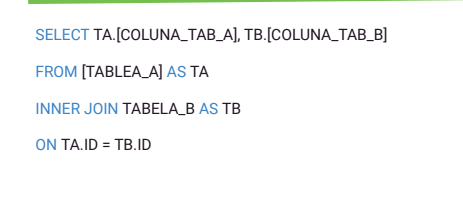 SELECT TA.[COLUNA_TAB_A], TB.[COLUNA_TAB_B]
FROM [TABLEA_A] AS TA
INNER JOIN TABELA_B AS TB
ON TA.ID = TB.ID